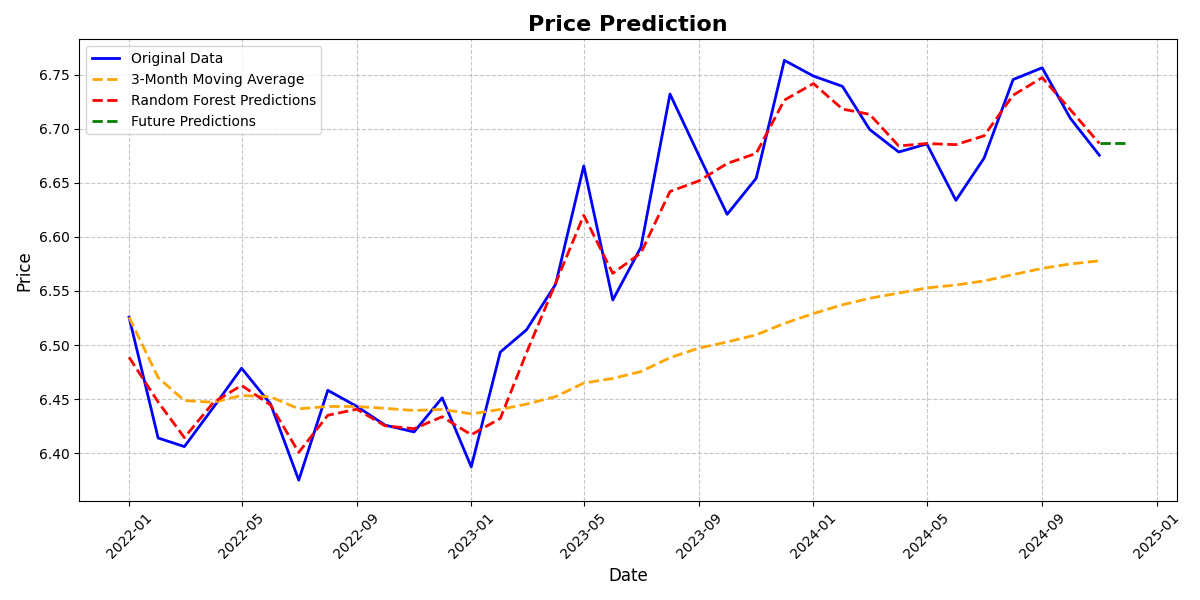 Price Prediction
Original Data
3-Month Moving Average
Random Forest Predictions
Future Predictions
Price
6.75
6.70
6.65
6.60
6.55
6.50
6.45
6.40
2022-01
2022-05
2022-09
2023-01
2023-05
2023-09
2024-01
2024-05
2024-09
2025-01
Date